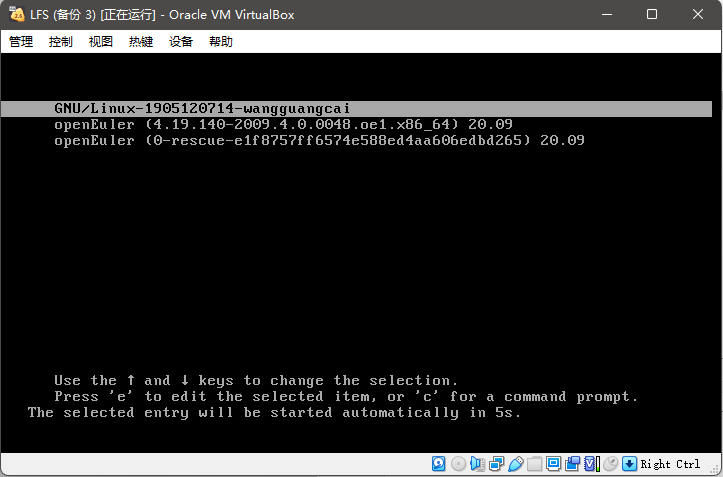 LFS (备份 3) [正在运行] - Oracle VM VirtualBox
管理 控制 视图 热键 设备 帮助
GNU/Linux-1905120714-wangguangcai
openEuler (4.19.140-2009.4.0.0048.oe1.x86_64) 20.09
openEuler (0-rescue-e1f8757ff6574e588ed4aa606edbd265) 20.09
Use the ↑ and ↓ keys to change the selection.
Press 'e' to edit the selected item, or 'c' for a command prompt.
The selected entry will be started automatically in 5s.
Right Ctrl